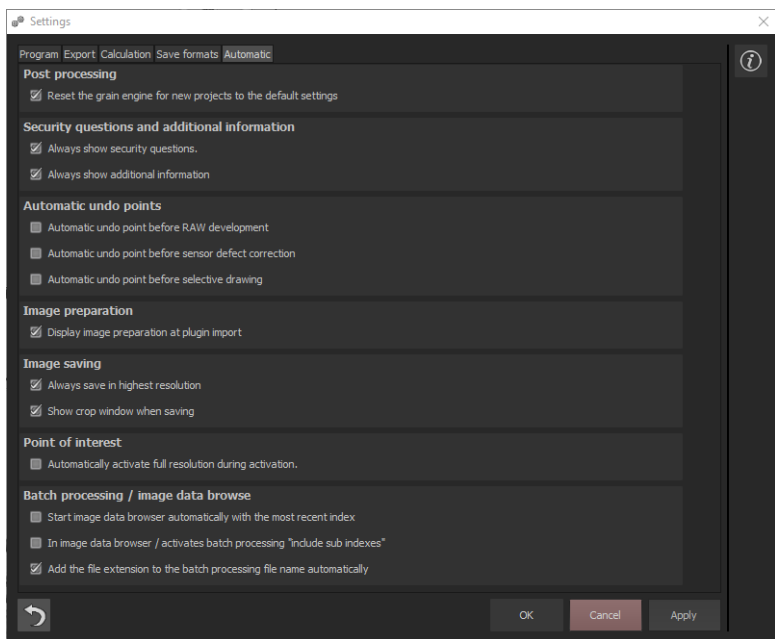 Settings
Program Export Calculation Save formats Automatic
Post processing
Reset the grain engine for new projects to the default settings
Security questions and additional information
Always show security questions.
Always show additional information
Automatic undo points
Automatic undo point before RAW development
Automatic undo point before sensor defect correction
Automatic undo point before selective drawing
Image preparation
Display image preparation at plugin import
Image saving
Always save in highest resolution
Show crop window when saving
Point of interest
Automatically activate full resolution during activation.
Batch processing / image data browse
Start image data browser automatically with the most recent index
In image data browser / activates batch processing "include sub indexes"
Add the file extension to the batch processing file name automatically
OK Cancel Apply